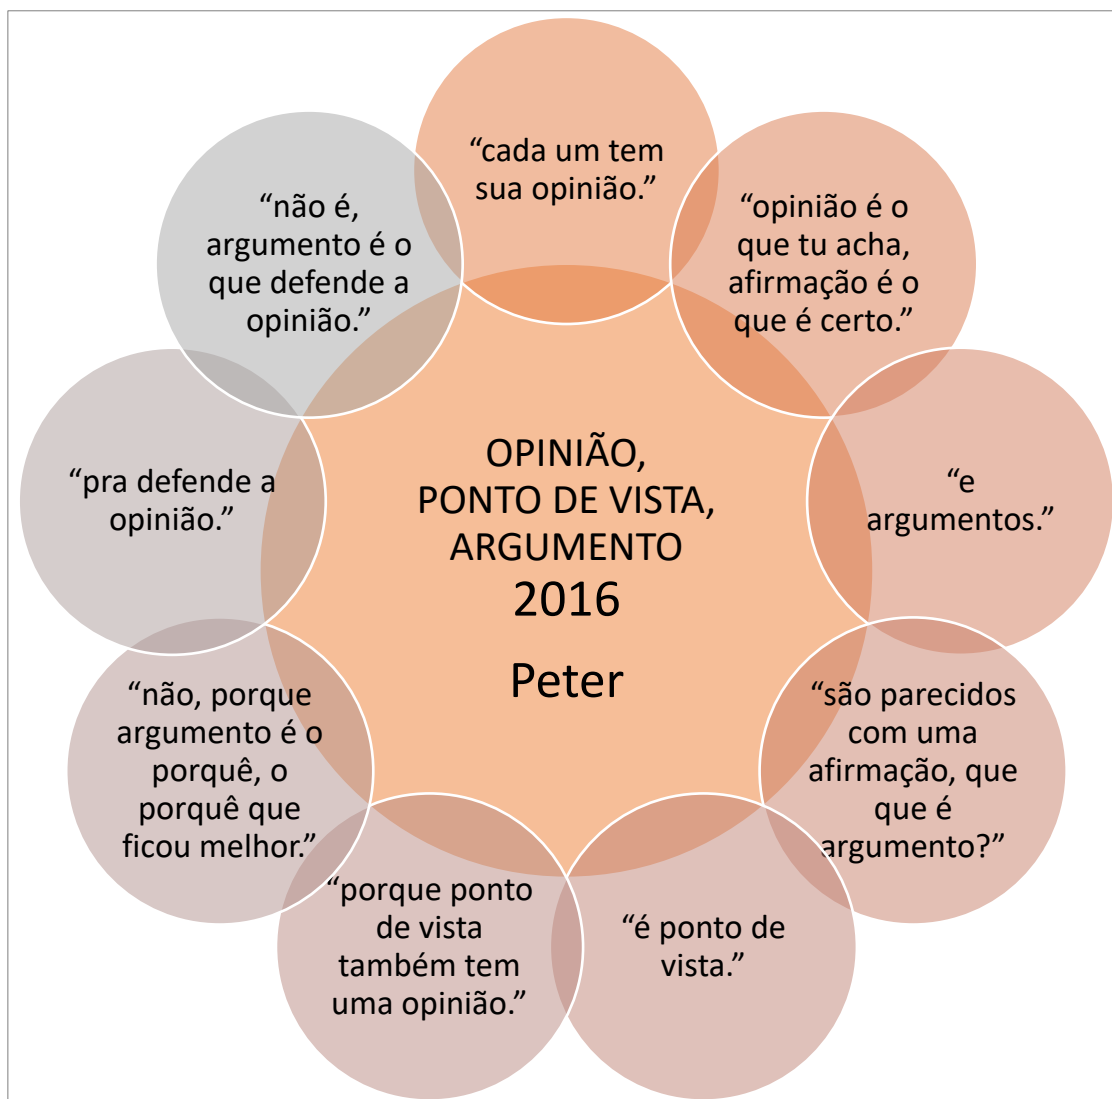 “cada um tem
sua opinião.”
“opinião é o
que tu acha,
afirmação é o
que é certo.”
“e
argumentos.”
“são parecidos
com uma
afirmação, que
que é
argumento?”
“é ponto de
vista.”
“porque ponto
de vista
também tem
uma opinião.”
“não, porque
argumento é o
porquê, o
porquê que
ficou melhor.”
“pra defende a
opinião.”
“não é,
argumento é o
que defende a
opinião.”
OPINIÃO,
PONTO DE VISTA,
ARGUMENTO
2016
Peter